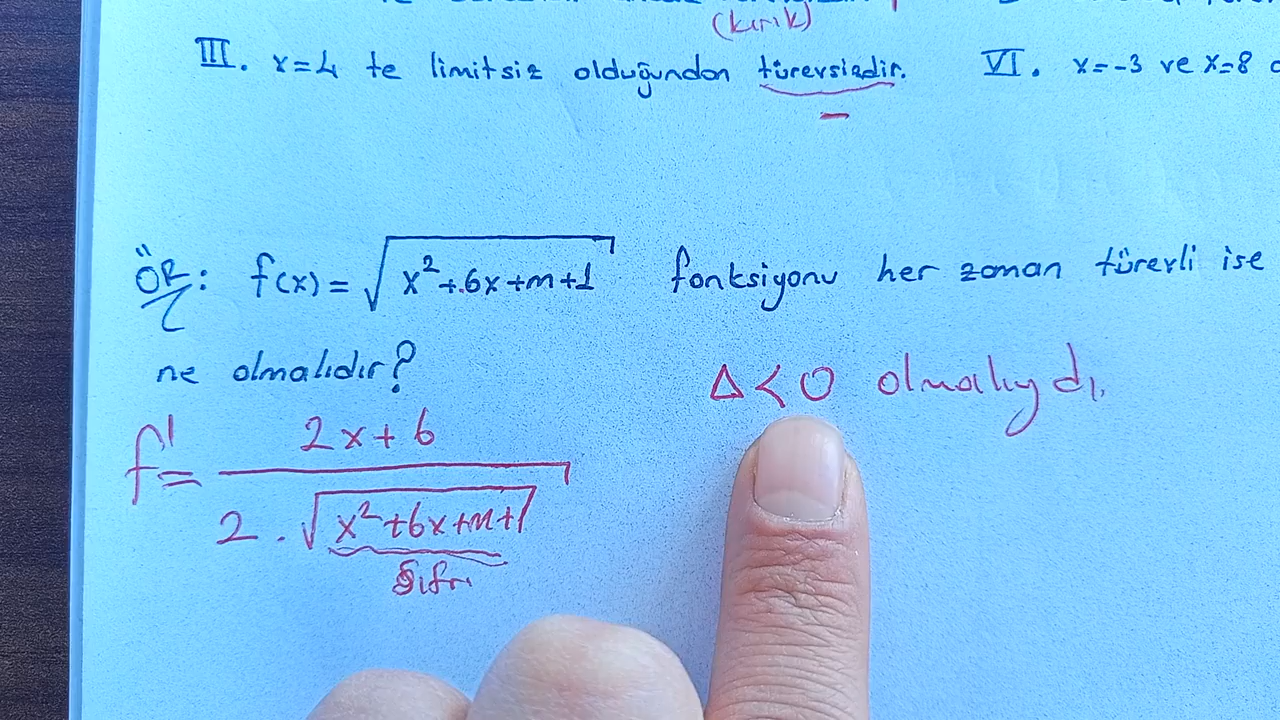 (kırık)
III. x=4 te limitsiz olduğundan türevsizdir. VI. x=-3 ve x=8
ÖR: f(x) = √(x²+6x+m+1) fonksiyonu her zaman türevli ise
ne olmalıdır?
Δ<0 olmalıydı.
f' = (2x+6) / (2.√(x²+6x+m+1))
Sıfrı